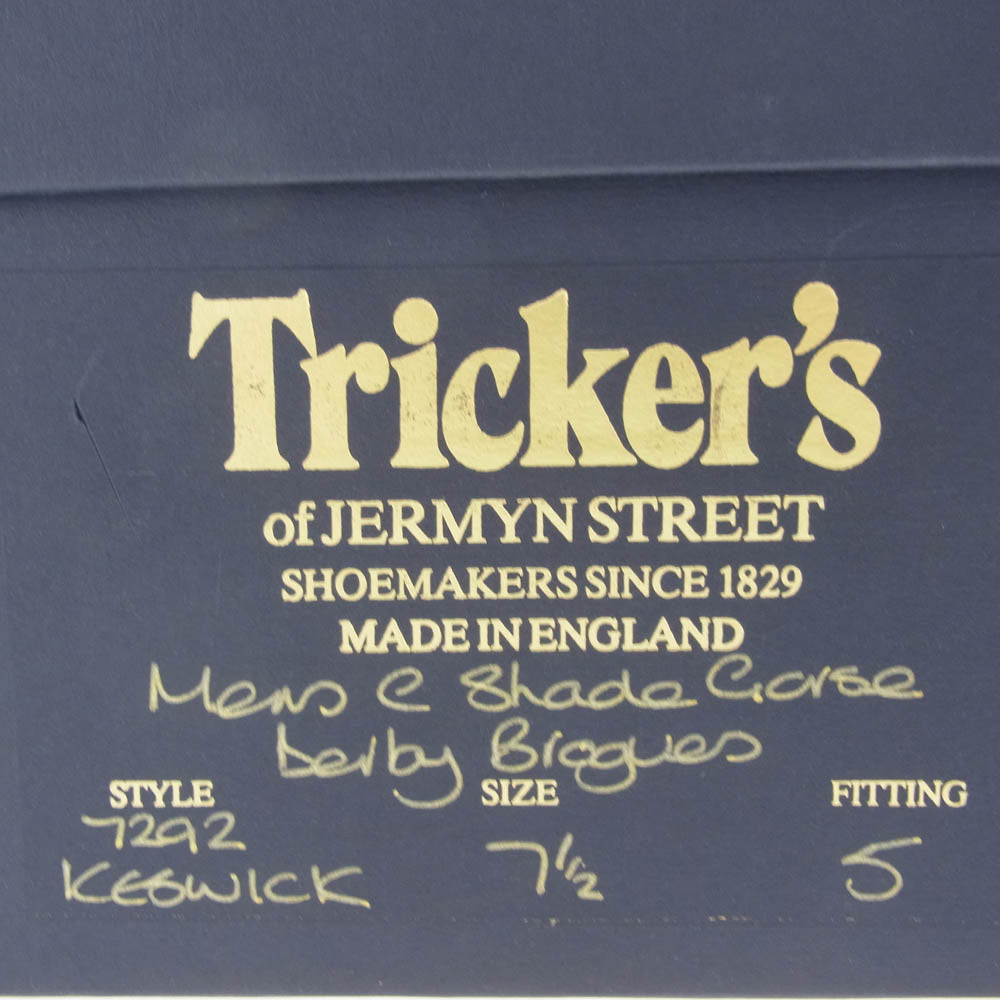 Tricker's
of JERMYN STREET
SHOEMAKERS SINCE 1829
MADE IN ENGLAND
Mens C Shade Gorse
Derby Brogues
STYLE SIZE FITTING
7292 7½ 5
KESWICK